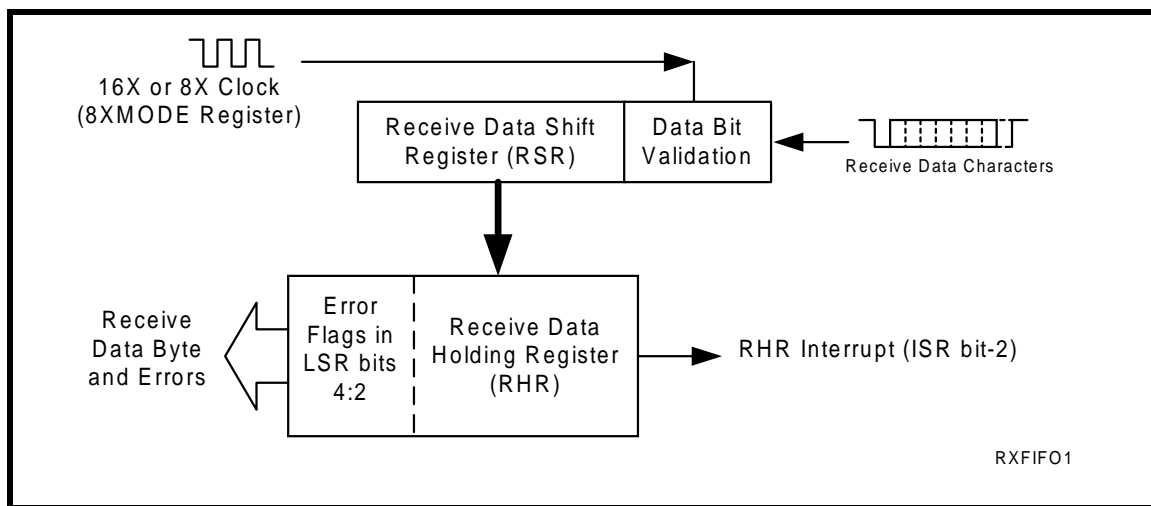 16X or 8X Clock
(8XMODE Register)
Receive Data Shift
Register (RSR)
Data Bit
Validation
Receive Data Characters
Receive
Data Byte
and Errors
Error
Flags in
LSR bits
4:2
Receive Data
Holding Register
(RHR)
RHR Interrupt (ISR bit-2)
RXFIFO1